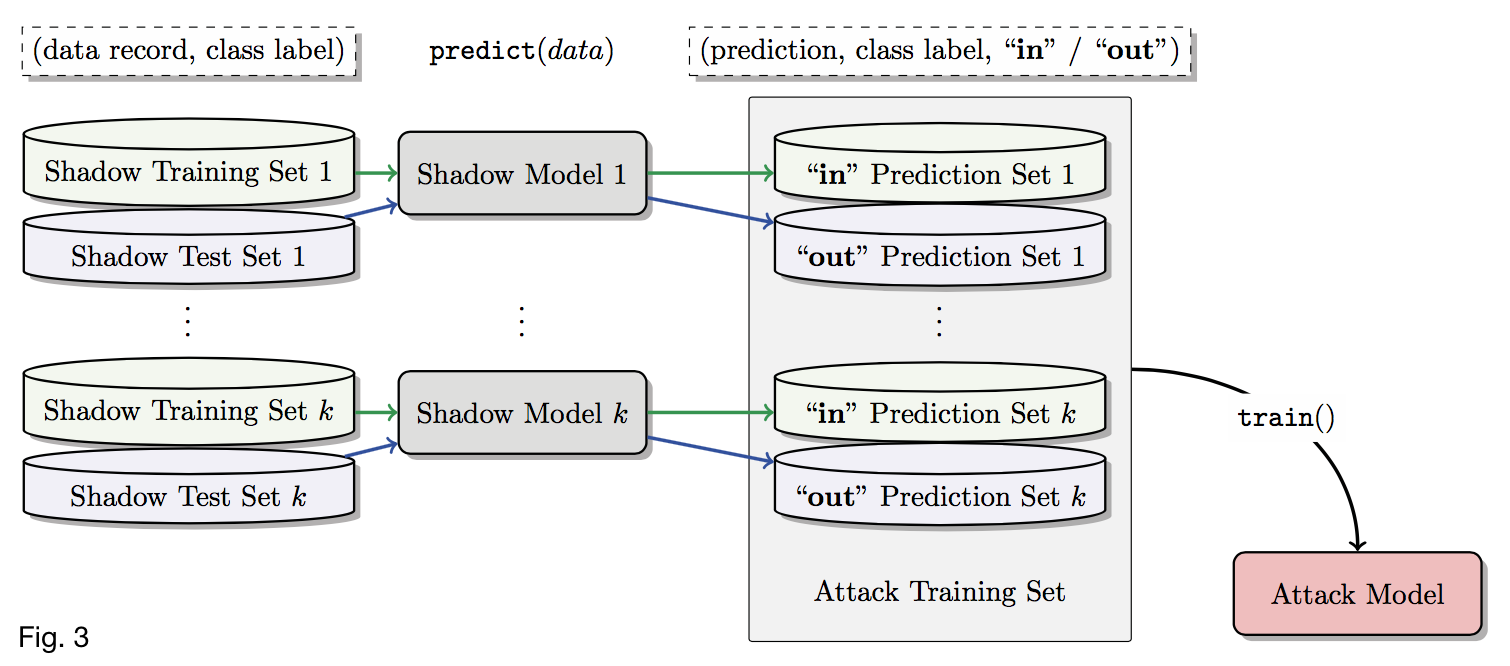 (data record, class label)
predict(data)
(prediction, class label, “in” / “out”)
Shadow Training Set 1
Shadow Model 1
“in” Prediction Set 1
Shadow Test Set 1
“out” Prediction Set 1
Shadow Training Set k
Shadow Model k
“in” Prediction Set k
train()
Shadow Test Set k
“out” Prediction Set k
Attack Training Set
Attack Model
Fig. 3